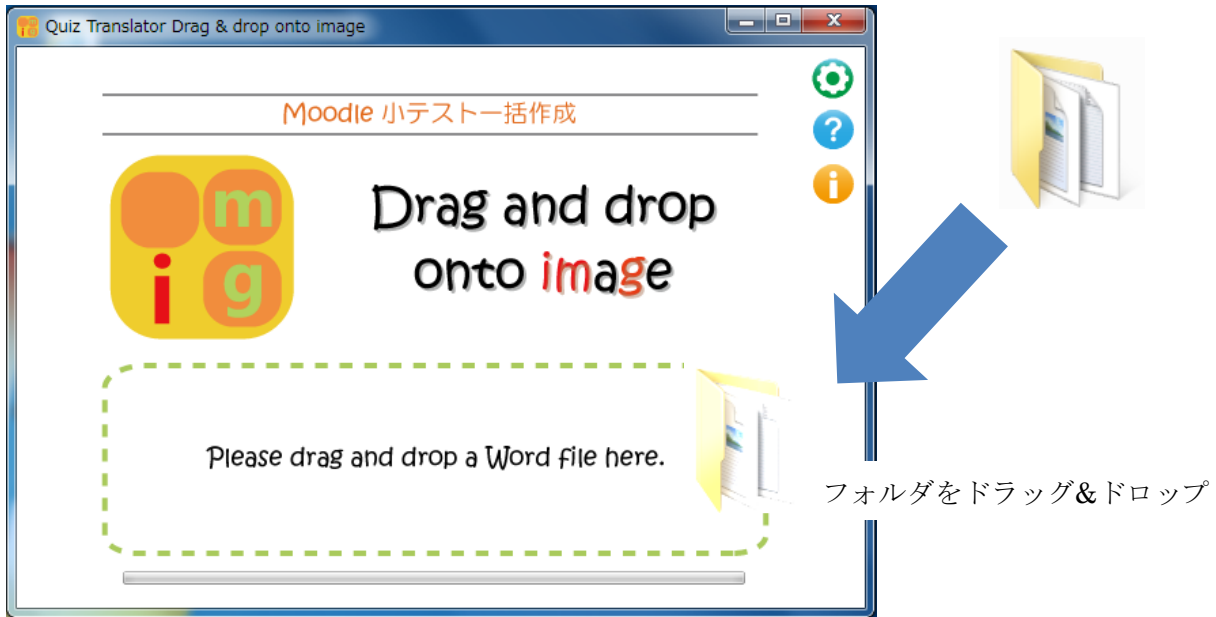 Quiz Translator Drag & drop onto image
Moodle 小テスト一括作成
m
i g
Drag and drop
onto image
Please drag and drop a Word file here.
フォルダをドラッグ&ドロップ
?
i